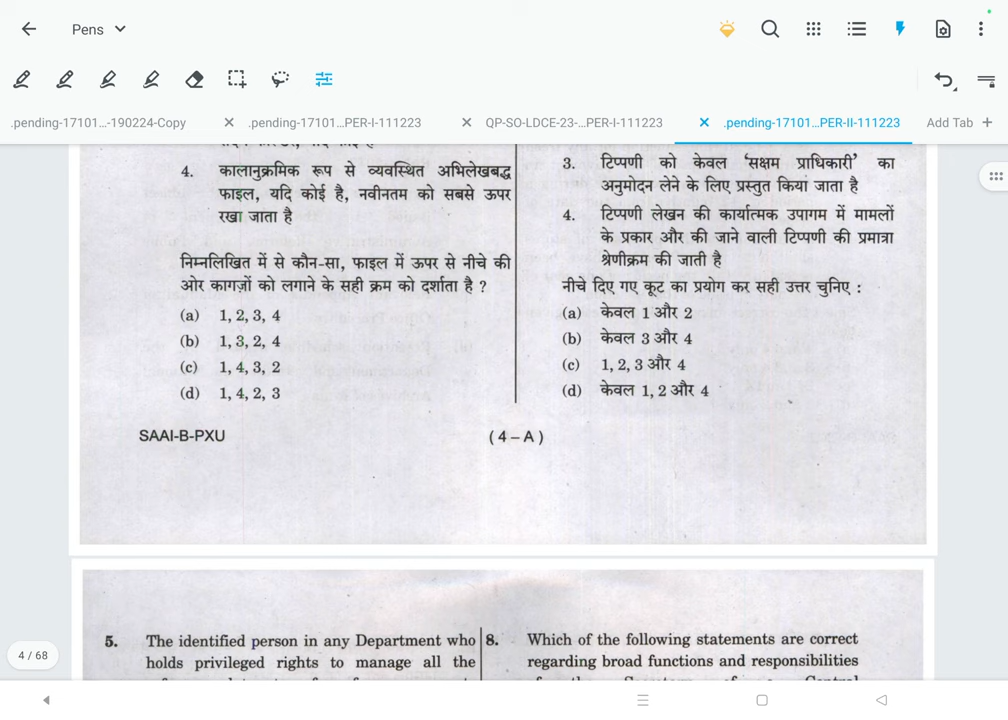 Pens
.pending-17101...-190224-Copy
.pending-17101...PER-I-111223
QP-SO-LDCE-23-...PER-I-111223
.pending-17101...PER-II-111223
Add Tab
4. कालानुक्रमिक रूप से व्यवस्थित अभिलेखबद्ध
फाइल, यदि कोई है, नवीनतम को सबसे ऊपर
रखा जाता है
निम्नलिखित में से कौन-सा, फाइल में ऊपर से नीचे की
ओर कागज़ों को लगाने के सही क्रम को दर्शाता है ?
(a) 1, 2, 3, 4
(b) 1, 3, 2, 4
(c) 1, 4, 3, 2
(d) 1, 4, 2, 3
3. टिप्पणी को केवल ‘सक्षम प्राधिकारी’ का
अनुमोदन लेने के लिए प्रस्तुत किया जाता है
4. टिप्पणी लेखन की कार्यात्मक उपागम में मामलों
के प्रकार और की जाने वाली टिप्पणी की प्रमात्रा
श्रेणीक्रम की जाती है
नीचे दिए गए कूट का प्रयोग कर सही उत्तर चुनिए :
(a) केवल 1 और 2
(b) केवल 3 और 4
(c) 1, 2, 3 और 4
(d) केवल 1, 2 और 4
SAAI-B-PXU
( 4 – A )
5. The identified person in any Department who
holds privileged rights to manage all the
8. Which of the following statements are correct
regarding broad functions and responsibilities
4 / 68